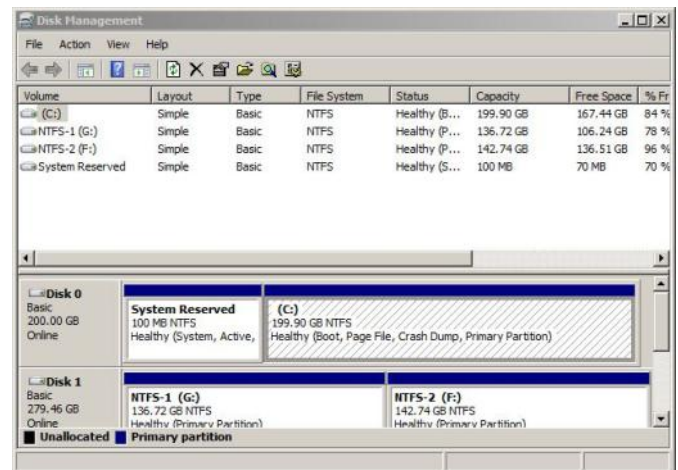 Disk Management
File Action View Help
Volume Layout Type File System Status Capacity Free Space % Fr
(C:) Simple Basic NTFS Healthy (B... 199.90 GB 167.44 GB 84 %
NTFS-1 (G:) Simple Basic NTFS Healthy (P... 136.72 GB 106.24 GB 78 %
NTFS-2 (F:) Simple Basic NTFS Healthy (P... 142.74 GB 136.51 GB 96 %
System Reserved Simple Basic NTFS Healthy (S... 100 MB 70 MB 70 %
Disk 0
Basic
200.00 GB
Online
System Reserved
100 MB NTFS
Healthy (System, Active,
(C:)
199.90 GB NTFS
Healthy (Boot, Page File, Crash Dump, Primary Partition)
Disk 1
Basic
279.46 GB
Online
NTFS-1 (G:)
136.72 GB NTFS
Healthy (Primary Partition)
NTFS-2 (F:)
142.74 GB NTFS
Healthy (Primary Partition)
Unallocated Primary partition